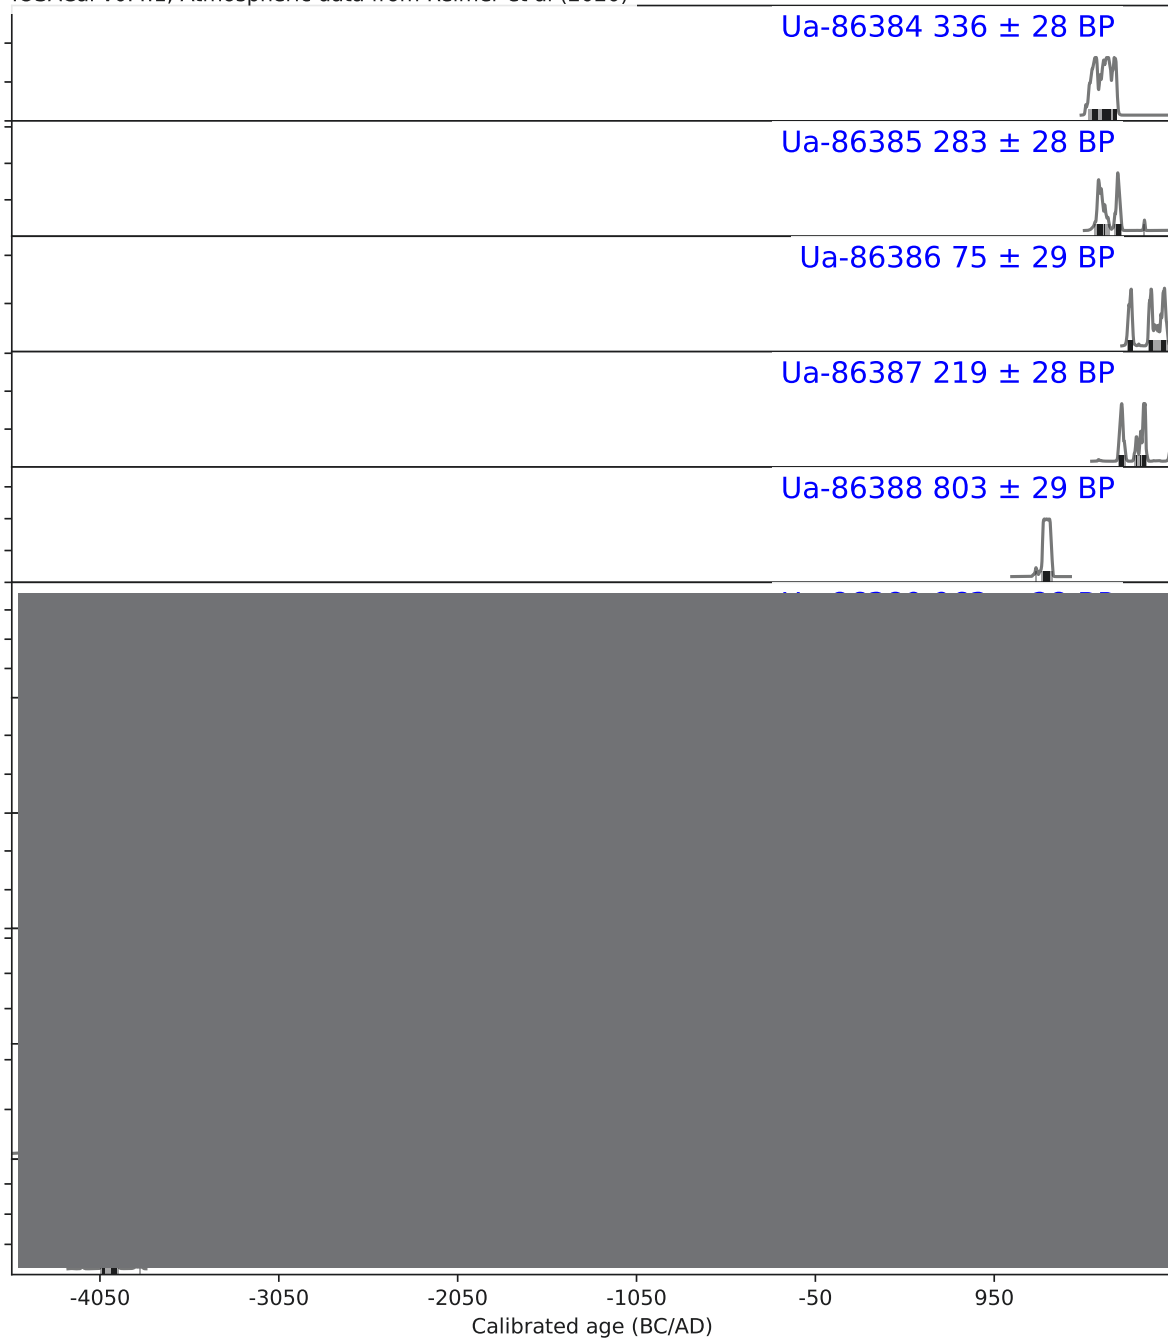 Ua-86384 336 ± 28 BP
Ua-86385 283 ± 28 BP
Ua-86386 75 ± 29 BP
Ua-86387 219 ± 28 BP
Ua-86388 803 ± 29 BP
-4050 -3050 -2050 -1050 -50 950
Calibrated age (BC/AD)